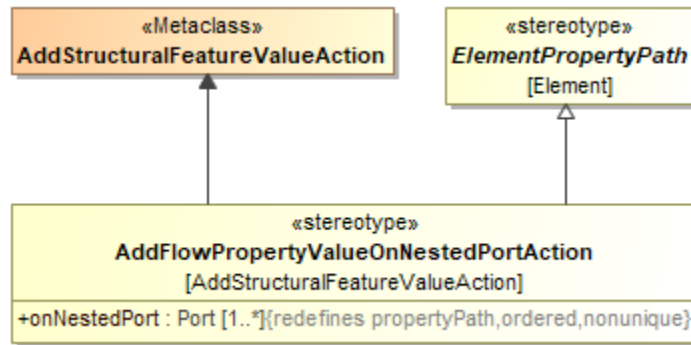 «Metaclass»
AddStructuralFeatureValueAction
«stereotype»
ElementPropertyPath
[Element]
«stereotype»
AddFlowPropertyValueOnNestedPortAction
[AddStructuralFeatureValueAction]
+onNestedPort : Port [1..*]{redefines propertyPath,ordered,nonunique}